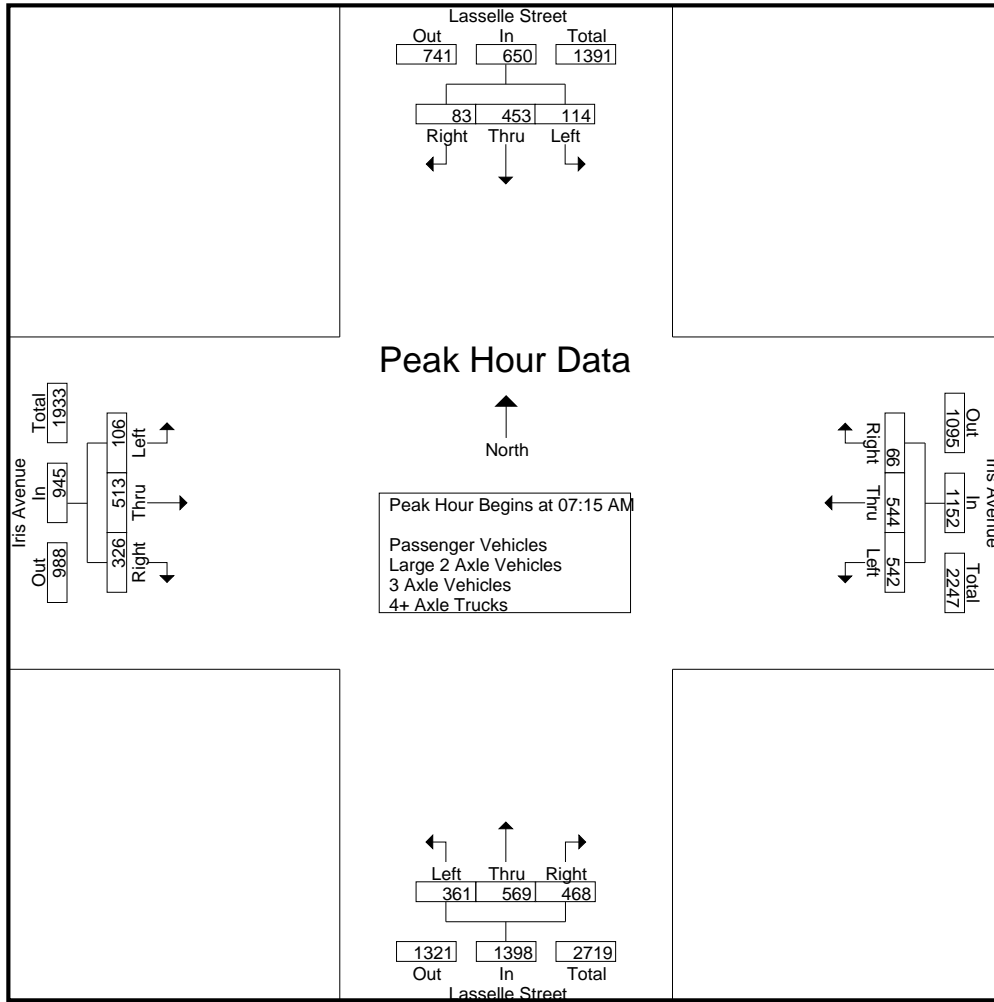 Lasselle Street
Out In Total
741 650 1391
83 453 114
Right Thru Left
Peak Hour Data
North
Peak Hour Begins at 07:15 AM
Passenger Vehicles
Large 2 Axle Vehicles
3 Axle Vehicles
4+ Axle Trucks
Iris Avenue
Out In Total
988 945 1933
326 513 106
Right Thru Left
Iris Avenue
Out In Total
1095 1152 2247
66 544 542
Right Thru Left
Left Thru Right
361 569 468
1321 1398 2719
Out In Total
Lasselle Street